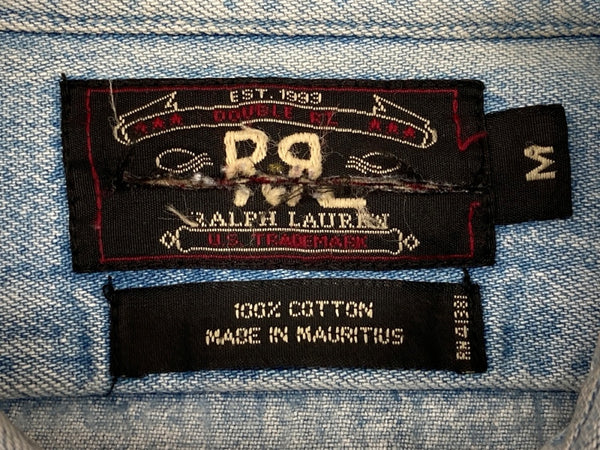 EST. 1993
DOUBLE RL
RRL
RALPH LAUREN
U.S. TRADEMARK
M
100% COTTON
MADE IN MAURITIUS
RN 41381